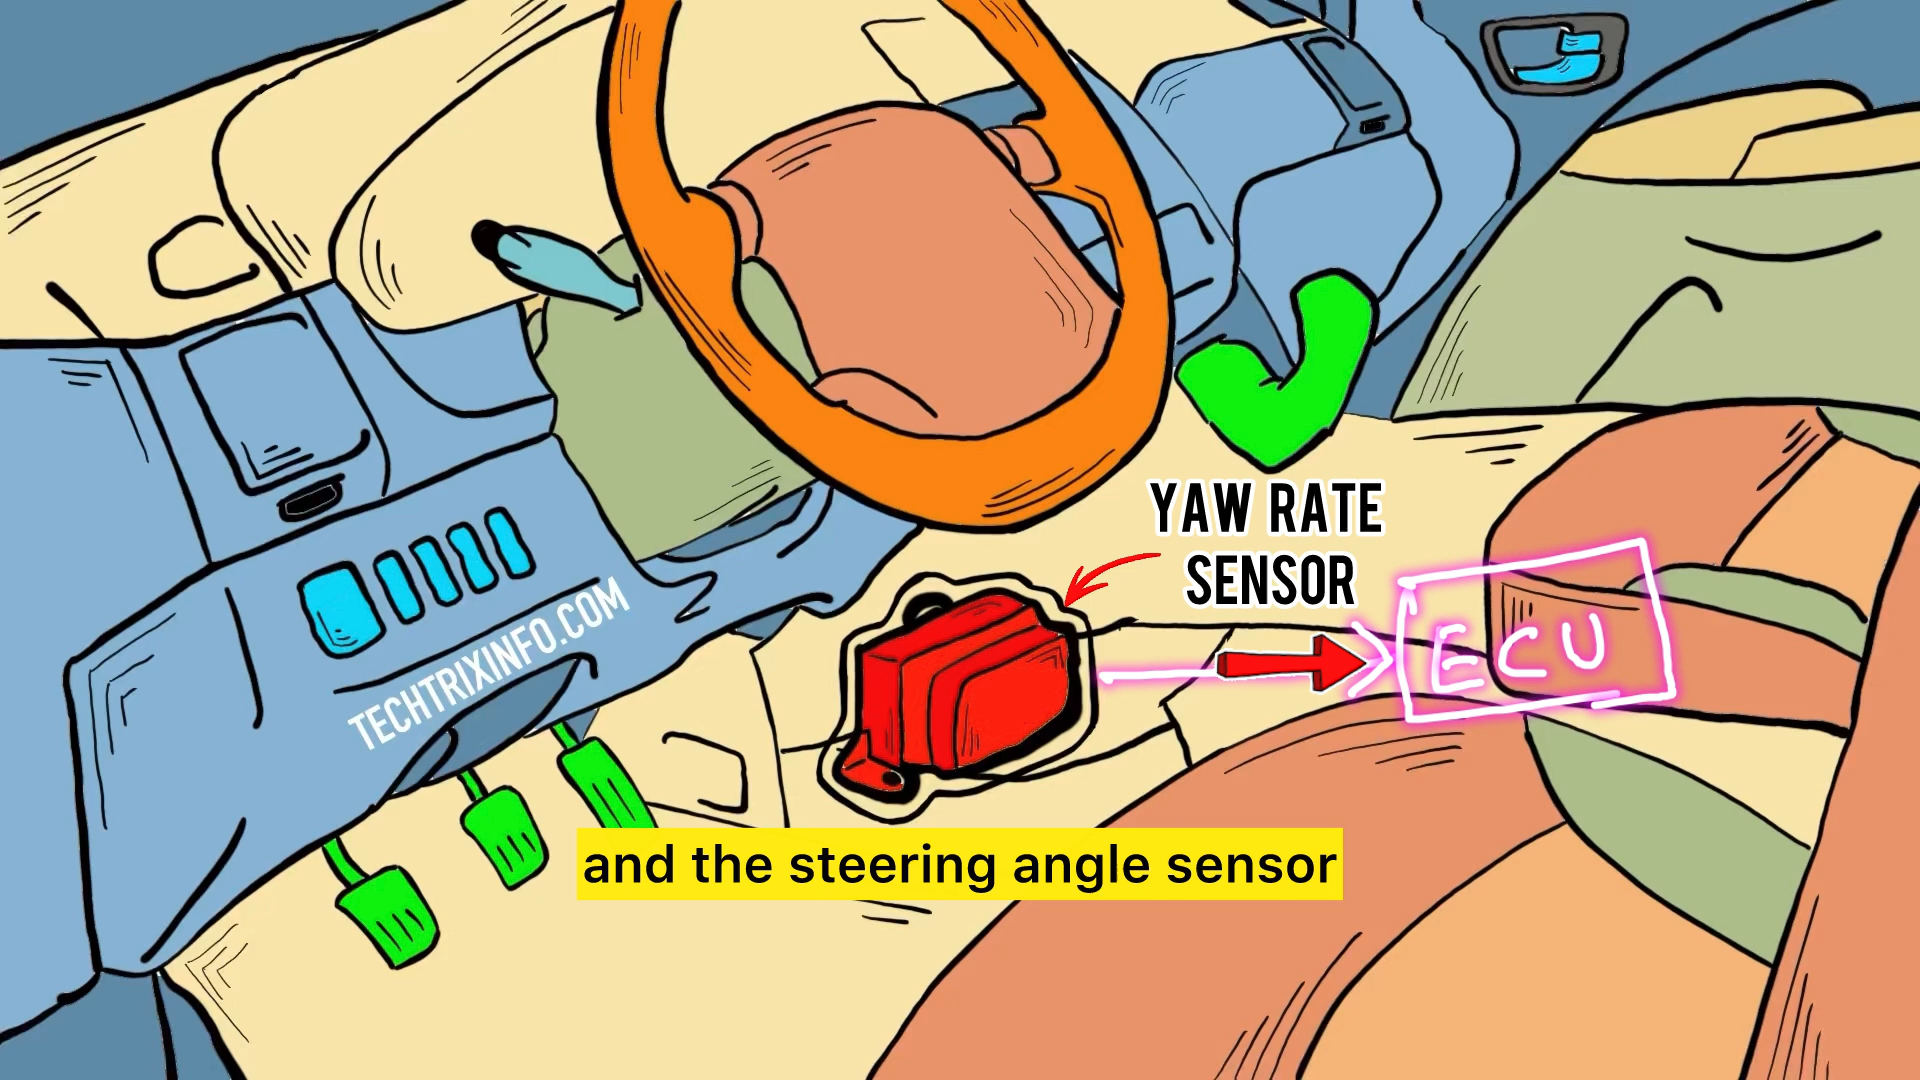 YAW RATE
SENSOR
ECU
TECHTRIXINFO.COM
and the steering angle sensor